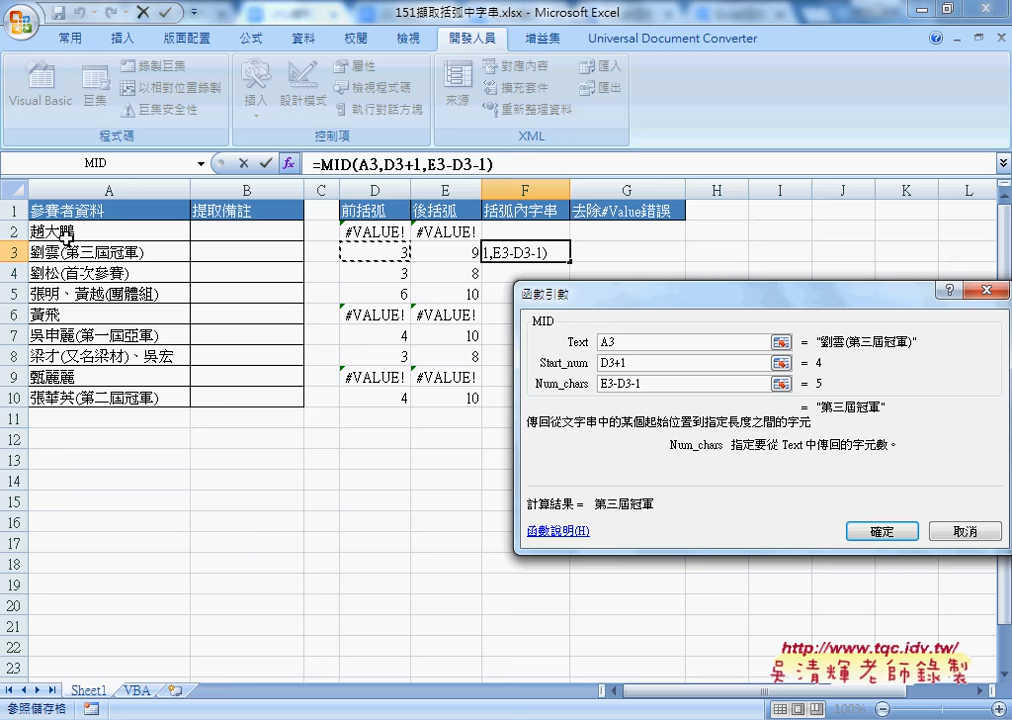 151擷取括弧中字串.xlsx - Microsoft Excel
常用 插入 版面配置 公式 資料 校閱 檢視 開發人員 增益集 Universal Document Converter
Visual Basic 巨集 錄製巨集 以相對位置錄製 巨集安全性 程式碼
插入 設計模式 屬性 檢視程式碼 執行對話方塊 控制項
來源 對應內容 擴充套件 重新整理資料 匯入 匯出 XML
MID =MID(A3,D3+1,E3-D3-1)
A B C D E F G H I J K L
1 參賽者資料 提取備註 前括弧 後括弧 括弧內字串 去除#Value錯誤
2 趙大鵬 #VALUE! #VALUE!
3 劉雲(第三屆冠軍) 3 9 1,E3-D3-1)
4 劉松(首次參賽) 3 8
5 張明、黃越(團體組) 6 10
6 黃飛 #VALUE! #VALUE!
7 吳申麗(第一屆亞軍) 4 10
8 梁才(又名梁材)、吳宏 3 8
9 甄麗麗 #VALUE! #VALUE!
10 張華英(第二屆冠軍) 4 10
11
12
13
14
15
16
17
18
19
20
21
22
23
函數引數
MID
Text A3 = "劉雲(第三屆冠軍)"
Start_num D3+1 = 4
Num_chars E3-D3-1 = 5
= "第三屆冠軍"
傳回從文字串中的某個起始位置到指定長度之間的字元
Num_chars 指定要從 Text 中傳回的字元數。
計算結果 = 第三屆冠軍
函數說明(H) 確定 取消
http://www.tqc.idv.tw/
吳清輝老師錄製
Sheet1 VBA
參照儲存格 100%